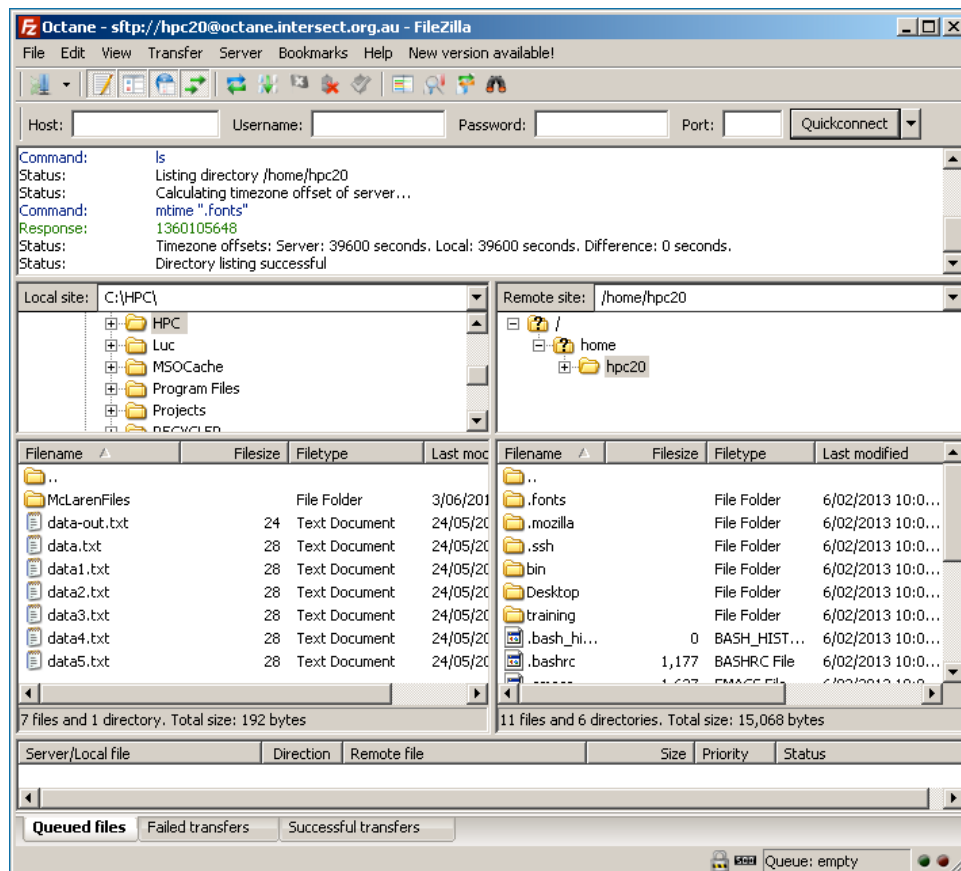 Octane - sftp://hpc20@octane.intersect.org.au - FileZilla
File Edit View Transfer Server Bookmarks Help New version available!
Host: Username: Password: Port: Quickconnect
Command: ls
Status: Listing directory /home/hpc20
Status: Calculating timezone offset of server...
Command: mtime ".fonts"
Response: 1360105648
Status: Timezone offsets: Server: 39600 seconds. Local: 39600 seconds. Difference: 0 seconds.
Status: Directory listing successful
Local site: C:\HPC\
HPC
Luc
MSOCache
Program Files
Projects
RECYCLER
Remote site: /home/hpc20
/
home
hpc20
Filename Filesize Filetype Last mod
..
McLarenFiles File Folder 3/06/201
data-out.txt 24 Text Document 24/05/20
data.txt 28 Text Document 24/05/20
data1.txt 28 Text Document 24/05/20
data2.txt 28 Text Document 24/05/20
data3.txt 28 Text Document 24/05/20
data4.txt 28 Text Document 24/05/20
data5.txt 28 Text Document 24/05/20
7 files and 1 directory. Total size: 192 bytes
Filename Filesize Filetype Last modified
..
.fonts File Folder 6/02/2013 10:0...
.mozilla File Folder 6/02/2013 10:0...
.ssh File Folder 6/02/2013 10:0...
bin File Folder 6/02/2013 10:0...
Desktop File Folder 6/02/2013 10:0...
training File Folder 6/02/2013 10:0...
.bash_hi... 0 BASH_HIST... 6/02/2013 10:0...
.bashrc 1,177 BASHRC File 6/02/2013 10:0...
11 files and 6 directories. Total size: 15,068 bytes
Server/Local file Direction Remote file Size Priority Status
Queued files Failed transfers Successful transfers
Queue: empty